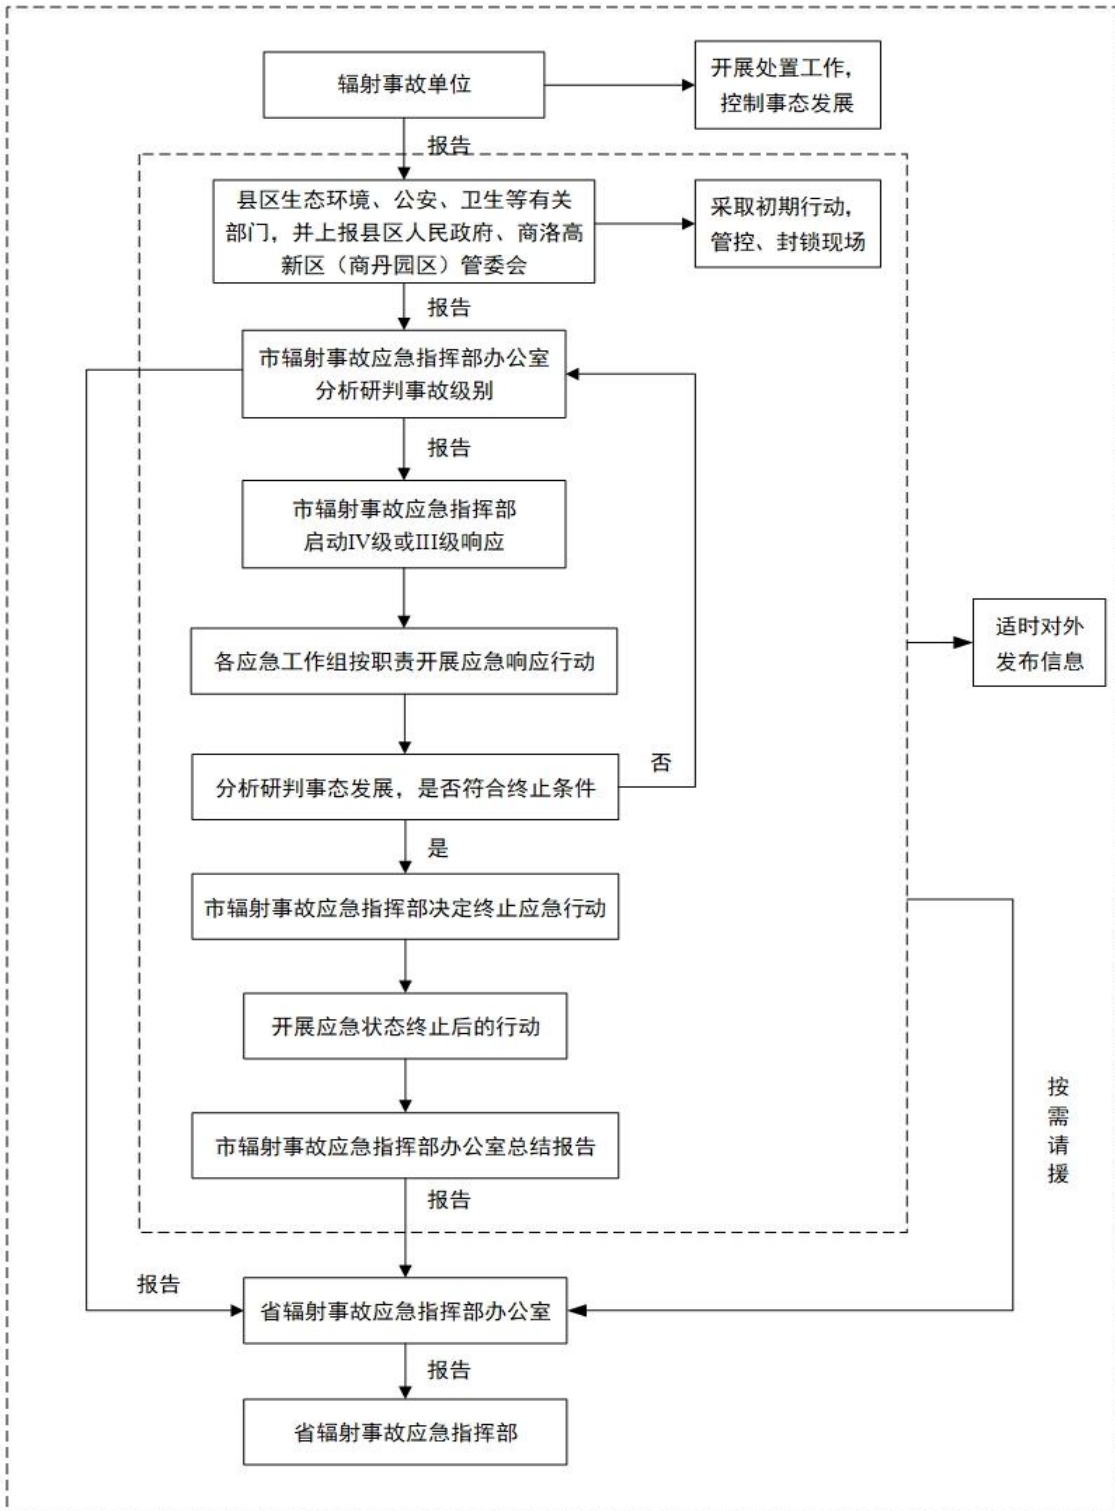 辐射事故单位
开展处置工作，
控制事态发展
报告
县区生态环境、公安、卫生等有关
部门，并上报县区人民政府、商洛高
新区（商丹园区）管委会
采取初期行动，
管控、封锁现场
报告
市辐射事故应急指挥部办公室
分析研判事故级别
报告
市辐射事故应急指挥部
启动IV级或III级响应
各应急工作组按职责开展应急响应行动
适时对外
发布信息
否
分析研判事态发展，是否符合终止条件
是
市辐射事故应急指挥部决定终止应急行动
开展应急状态终止后的行动
按
需
请
援
市辐射事故应急指挥部办公室总结报告
报告
报告
省辐射事故应急指挥部办公室
报告
省辐射事故应急指挥部